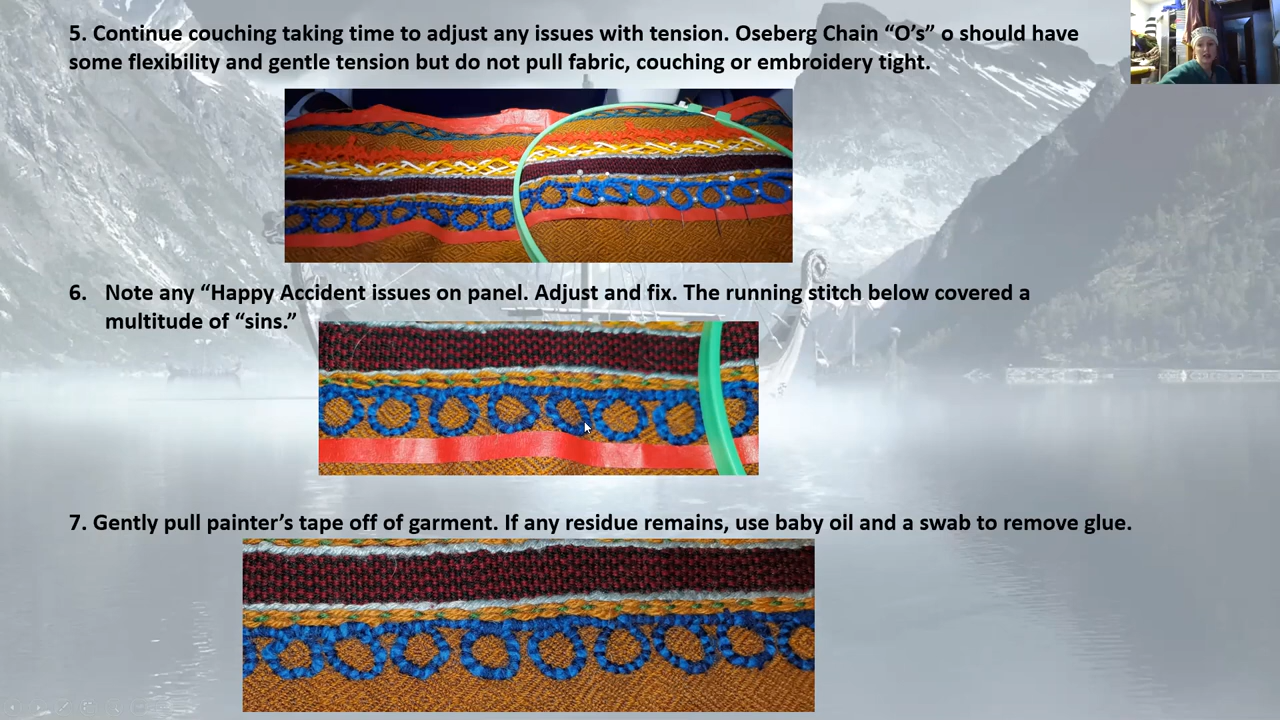 5. Continue couching taking time to adjust any issues with tension. Oseberg Chain “O’s” o should have
some flexibility and gentle tension but do not pull fabric, couching or embroidery tight.
6. Note any “Happy Accident issues on panel. Adjust and fix. The running stitch below covered a
multitude of “sins.”
7. Gently pull painter’s tape off of garment. If any residue remains, use baby oil and a swab to remove glue.